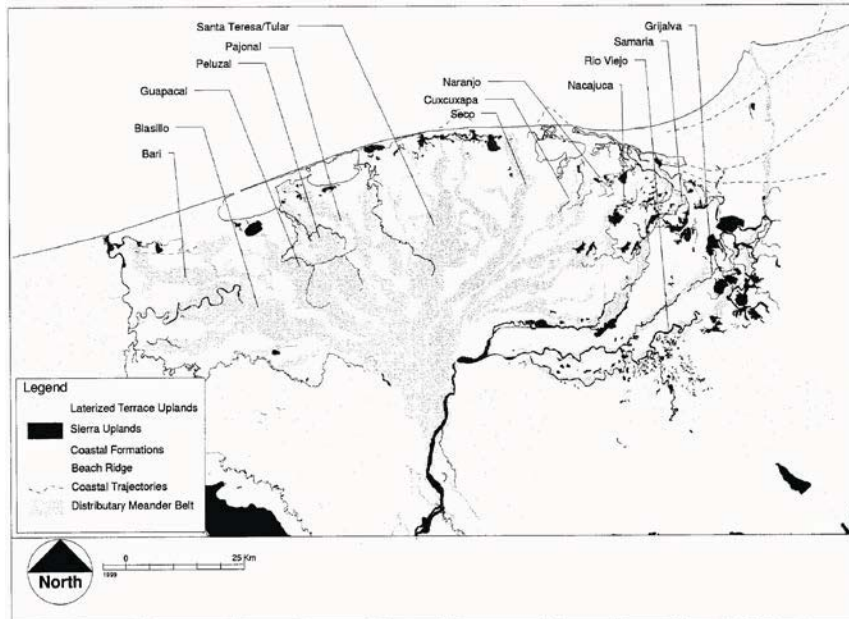 Santa Teresa/Tular
Pajonal
Peluzal
Guapacal
Blasillo
Bari
Grijalva
Samaria
Rio Viejo
Naranjo
Nacajuca
Cuxcuxapa
Seco
Legend
Laterized Terrace Uplands
Sierra Uplands
Coastal Formations
Beach Ridge
Coastal Trajectories
Distributary Meander Belt
North
0 25 Km
1999